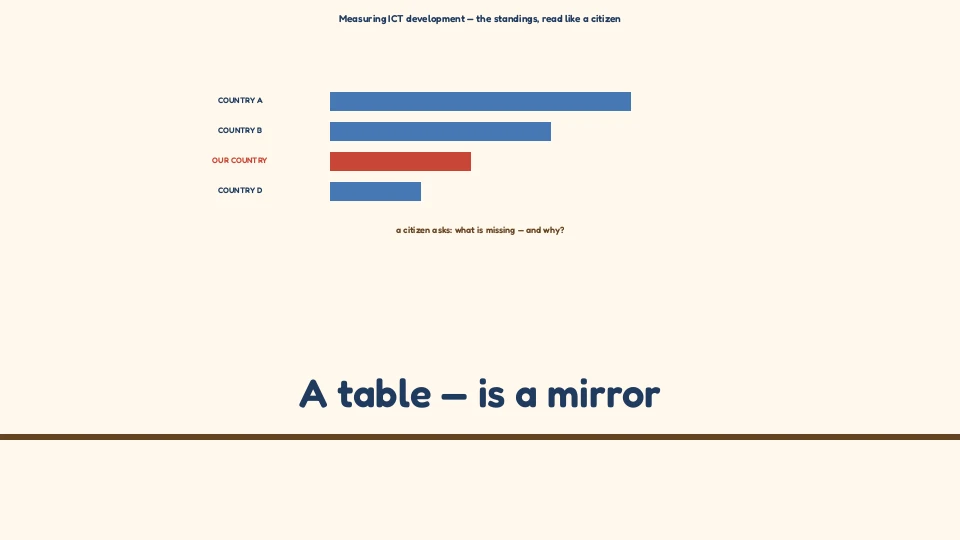 Measuring ICT development — the standings, read like a citizen
COUNTRY A
COUNTRY B
OUR COUNTRY
COUNTRY D
a citizen asks: what is missing — and why?
A table — is a mirror